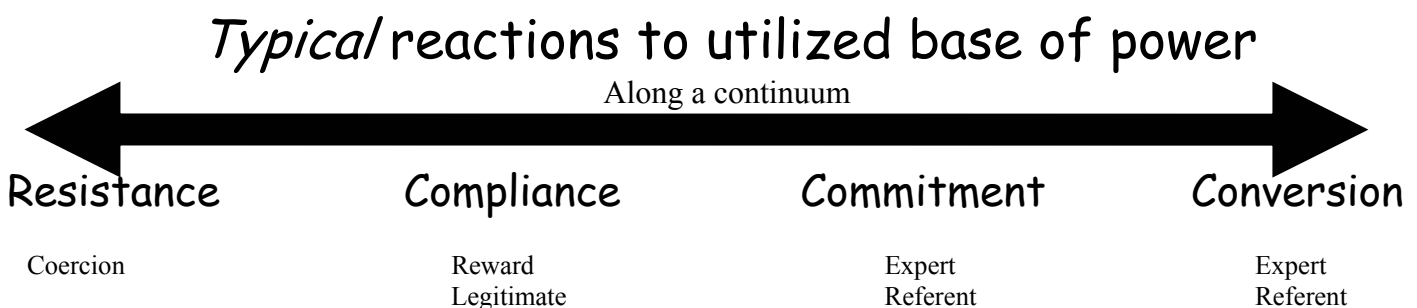 Typical reactions to utilized base of power
Along a continuum
Resistance Compliance Commitment Conversion
Coercion Reward Expert Expert
Legitimate Referent Referent